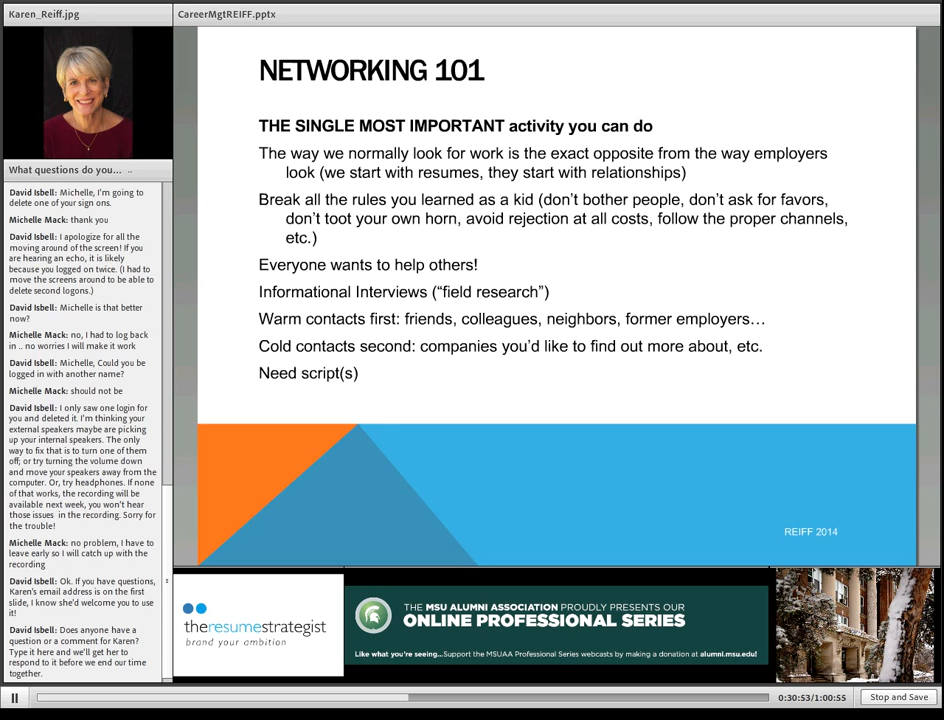 Karen_Reiff.jpg
CareerMgtREIFF.pptx
What questions do you... ..
David Isbell: Michelle, I'm going to
delete one of your sign ons.
Michelle Mack: thank you
David Isbell: I apologize for all the
moving around of the screen! If you
are hearing an echo, it is likely
because you logged on twice. (I had to
move the screens around to be able to
delete second logons.)
David Isbell: Michelle is that better
now?
Michelle Mack: no, I had to log back
in .. no worries I will make it work
David Isbell: Michelle, Could you be
logged in with another name?
Michelle Mack: should not be
David Isbell: I only saw one login for
you and deleted it. I'm thinking your
external speakers maybe are picking
up your internal speakers. The only
way to fix that is to turn one of them
off; or try turning the volume down
and move your speakers away from the
computer. Or, try headphones. If none
of that works, the recording will be
available next week, you won't hear
those issues in the recording. Sorry for
the trouble!
Michelle Mack: no problem, I have to
leave early so I will catch up with the
recording
David Isbell: Ok. If you have questions,
Karen's email address is on the first
slide, I know she'd welcome you to use
it!
David Isbell: Does anyone have a
question or a comment for Karen?
Type it here and we'll get her to
respond to it before we end our time
together.
NETWORKING 101
THE SINGLE MOST IMPORTANT activity you can do
The way we normally look for work is the exact opposite from the way employers
look (we start with resumes, they start with relationships)
Break all the rules you learned as a kid (don't bother people, don't ask for favors,
don't toot your own horn, avoid rejection at all costs, follow the proper channels,
etc.)
Everyone wants to help others!
Informational Interviews (“field research”)
Warm contacts first: friends, colleagues, neighbors, former employers…
Cold contacts second: companies you'd like to find out more about, etc.
Need script(s)
REIFF 2014
theresumestrategist
brand your ambition
THE MSU ALUMNI ASSOCIATION PROUDLY PRESENTS OUR
ONLINE PROFESSIONAL SERIES
Like what you're seeing...Support the MSUAA Professional Series webcasts by making a donation at alumni.msu.edu!
0:30:53/1:00:55
Stop and Save